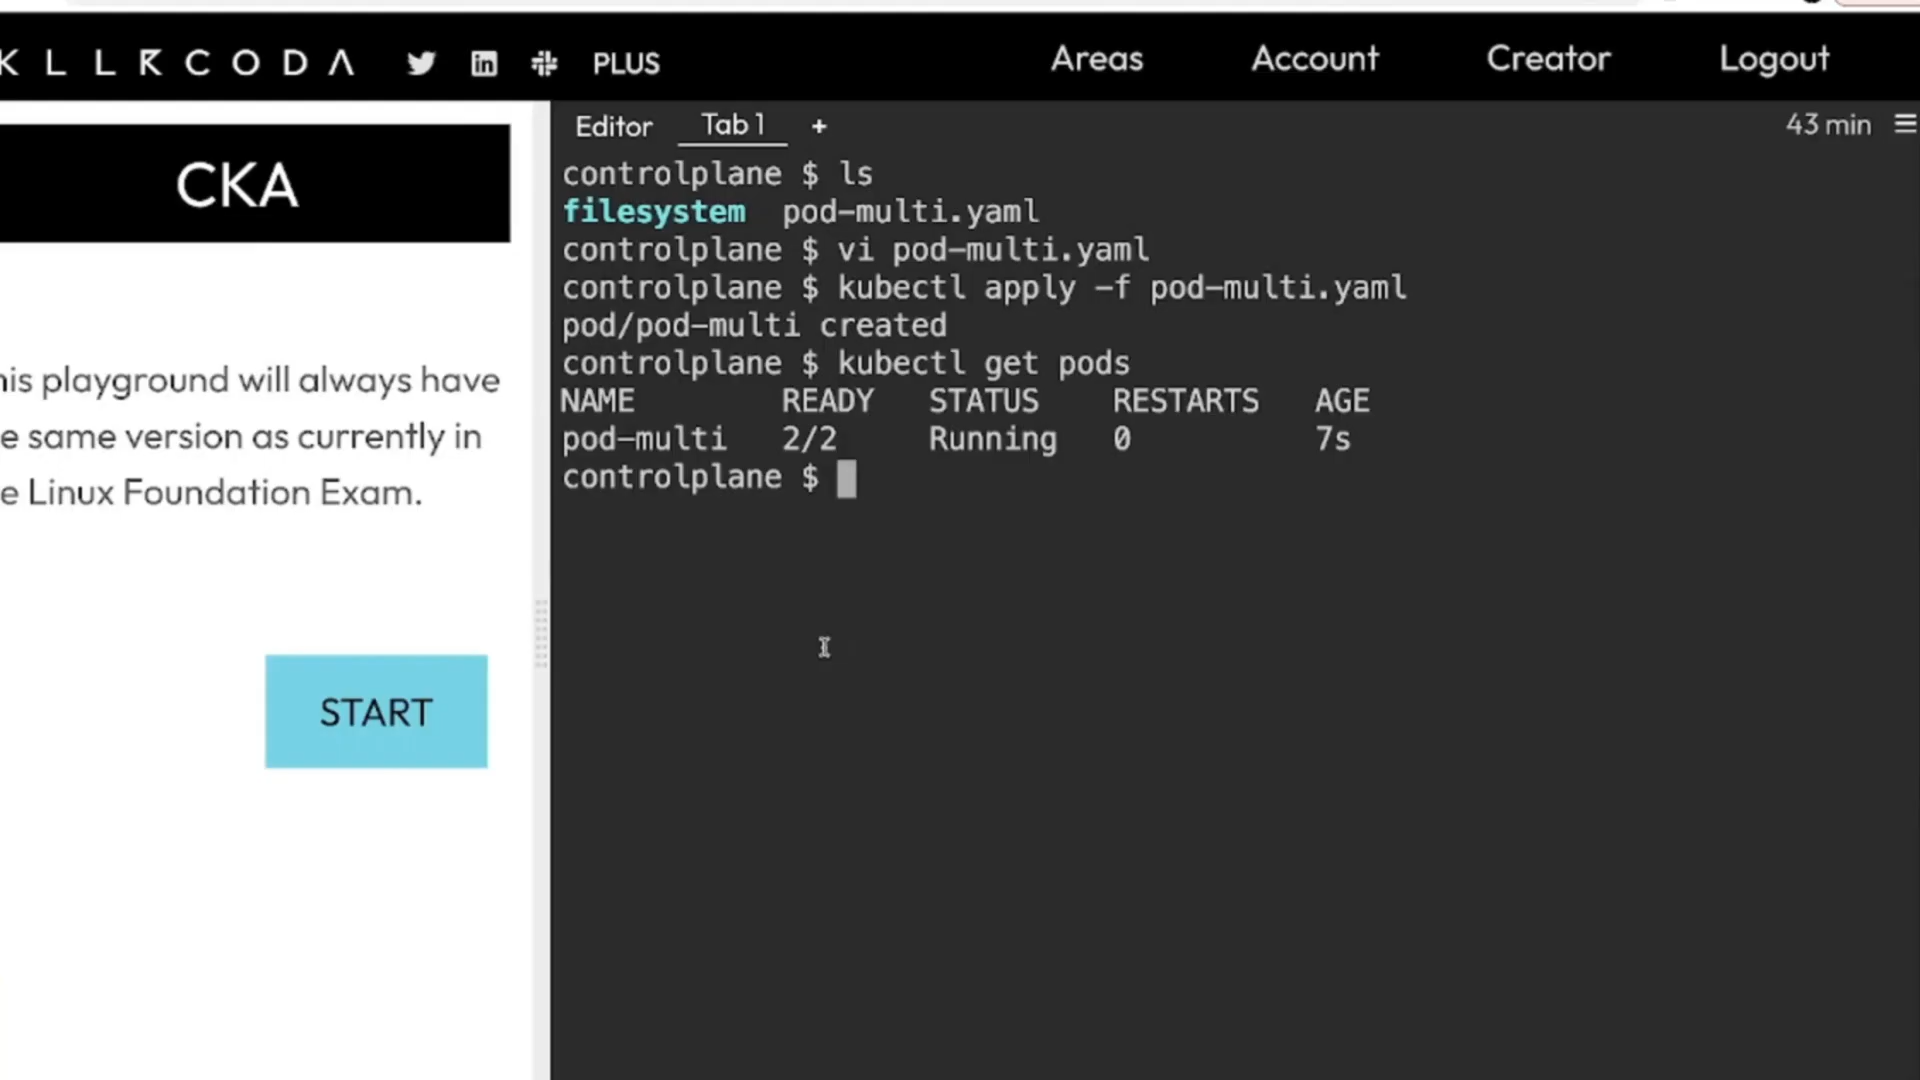 KILLERCODA PLUS Areas Account Creator Logout
CKA
his playground will always have
e same version as currently in
e Linux Foundation Exam.
START
Editor Tab 1 + 43 min
controlplane $ ls
filesystem pod-multi.yaml
controlplane $ vi pod-multi.yaml
controlplane $ kubectl apply -f pod-multi.yaml
pod/pod-multi created
controlplane $ kubectl get pods
NAME READY STATUS RESTARTS AGE
pod-multi 2/2 Running 0 7s
controlplane $